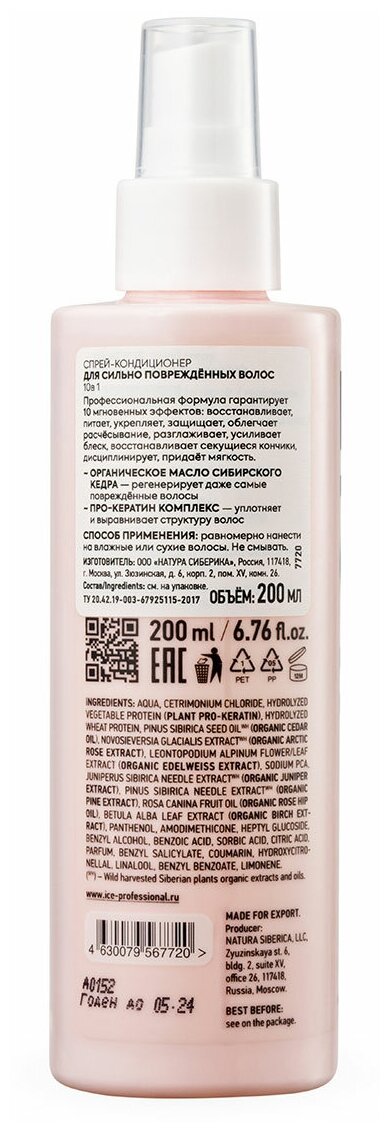 СПРЕЙ-КОНДИЦИОНЕР
ДЛЯ СИЛЬНО ПОВРЕЖДЁННЫХ ВОЛОС
10 в 1
Профессиональная формула гарантирует
10 мгновенных эффектов: восстанавливает,
питает, укрепляет, защищает, облегчает
расчёсывание, разглаживает, усиливает
блеск, восстанавливает секущиеся кончики,
дисциплинирует, придаёт мягкость.
– ОРГАНИЧЕСКОЕ МАСЛО СИБИРСКОГО
КЕДРА – регенерирует даже самые
повреждённые волосы
– ПРО-КЕРАТИН КОМПЛЕКС – уплотняет
и выравнивает структуру волос
СПОСОБ ПРИМЕНЕНИЯ: равномерно нанести
на влажные или сухие волосы. Не смывать.
ИЗГОТОВИТЕЛЬ: ООО «НАТУРА СИБЕРИКА», Россия, 117418,
г. Москва, ул. Зюзинская, д. 6, корп. 2, пом. XV, комн. 26.
Состав/Ingredients: см. на упаковке.
ТУ 20.42.19-003-67925115-2017 ОБЪЁМ: 200 МЛ
7720
200 ml / 6.76 fl.oz.
EAC
1
PET
05
PP
12M
INGREDIENTS: AQUA, CETRIMONIUM CHLORIDE, HYDROLYZED
VEGETABLE PROTEIN (PLANT PRO-KERATIN), HYDROLYZED
WHEAT PROTEIN, PINUS SIBIRICA SEED OIL(WH) (ORGANIC CEDAR
OIL), NOVOSIEVERSIA GLACIALIS EXTRACT(WH) (ORGANIC ARCTIC
ROSE EXTRACT), LEONTOPODIUM ALPINUM FLOWER/LEAF
EXTRACT (ORGANIC EDELWEISS EXTRACT), SODIUM PCA,
JUNIPERUS SIBIRICA NEEDLE EXTRACT(WH) (ORGANIC JUNIPER
EXTRACT), PINUS SIBIRICA NEEDLE EXTRACT(WH) (ORGANIC
PINE EXTRACT), ROSA CANINA FRUIT OIL (ORGANIC ROSE HIP
OIL), BETULA ALBA LEAF EXTRACT (ORGANIC BIRCH EXT-
RACT), PANTHENOL, AMODIMETHICONE, HEPTYL GLUCOSIDE,
BENZYL ALCOHOL, BENZOIC ACID, SORBIC ACID, CITRIC ACID,
PARFUM, BENZYL SALICYLATE, COUMARIN, HYDROXYCITRO-
NELLAL, LINALOOL, BENZYL BENZOATE, LIMONENE.
(WH) – Wild harvested Siberian plants organic extracts and oils.
www.ice-professional.ru
4 630079 567720 >
A0152
ГОДЕН ДО 05-24
MADE FOR EXPORT.
Producer:
NATURA SIBERICA, LLC,
Zyuzinskaya st. 6,
bldg. 2, suite XV,
office 26, 117418,
Russia, Moscow.
BEST BEFORE:
see on the package.